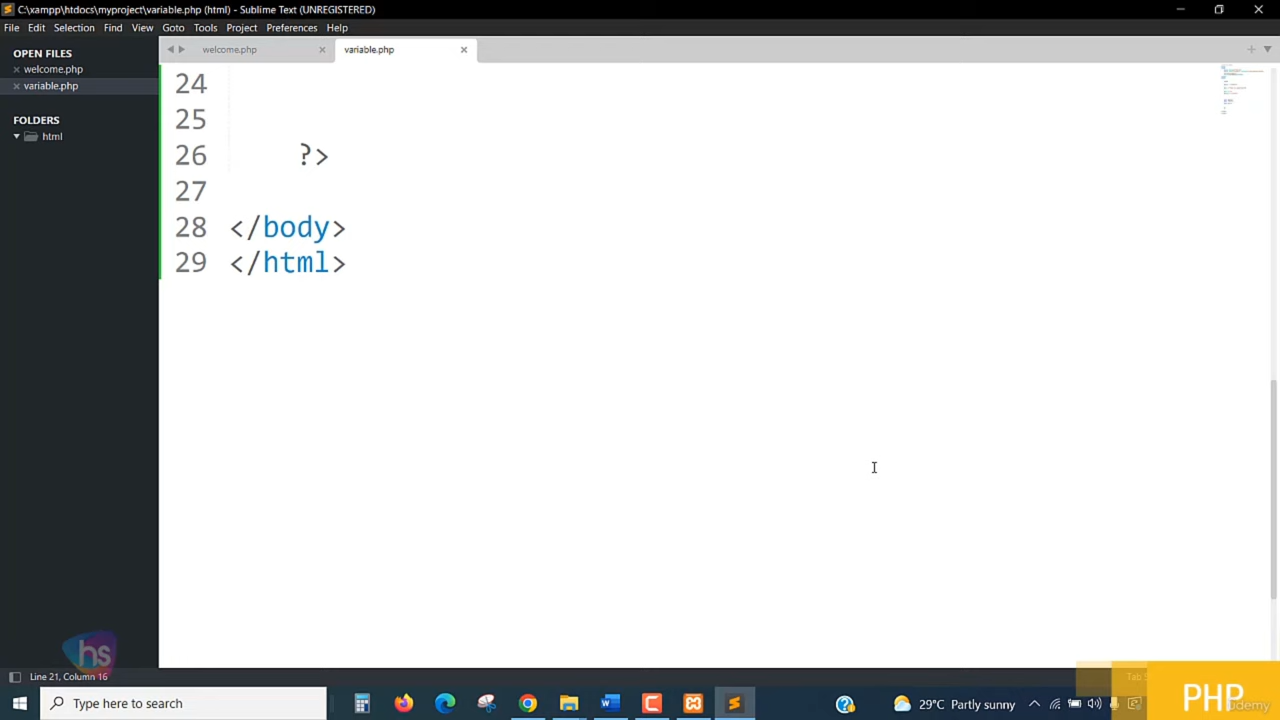 C:\xampp\htdocs\myproject\variable.php (html) - Sublime Text (UNREGISTERED)
File Edit Selection Find View Goto Tools Project Preferences Help
OPEN FILES
welcome.php
variable.php
FOLDERS
html
welcome.php
variable.php
24
25
26 ?>
27
28 </body>
29 </html>
hs
Line 21, Column 16
Type here to search
29°C Partly sunny
PHP
Udemy